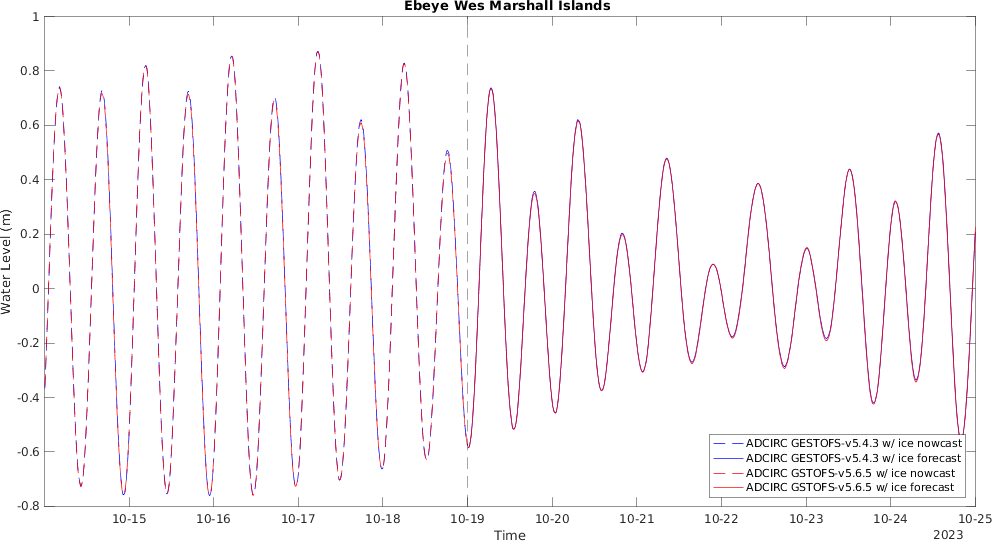 Ebeye Wes Marshall Islands
1
0.8
0.6
0.4
0.2
0
-0.2
-0.4
-0.6
-0.8
Water Level (m)
ADCIRC GESTOFS-v5.4.3 w/ ice nowcast
ADCIRC GESTOFS-v5.4.3 w/ ice forecast
ADCIRC GSTOFS-v5.6.5 w/ ice nowcast
ADCIRC GSTOFS-v5.6.5 w/ ice forecast
10-15 10-16 10-17 10-18 10-19 10-20 10-21 10-22 10-23 10-24 10-25
Time
2023